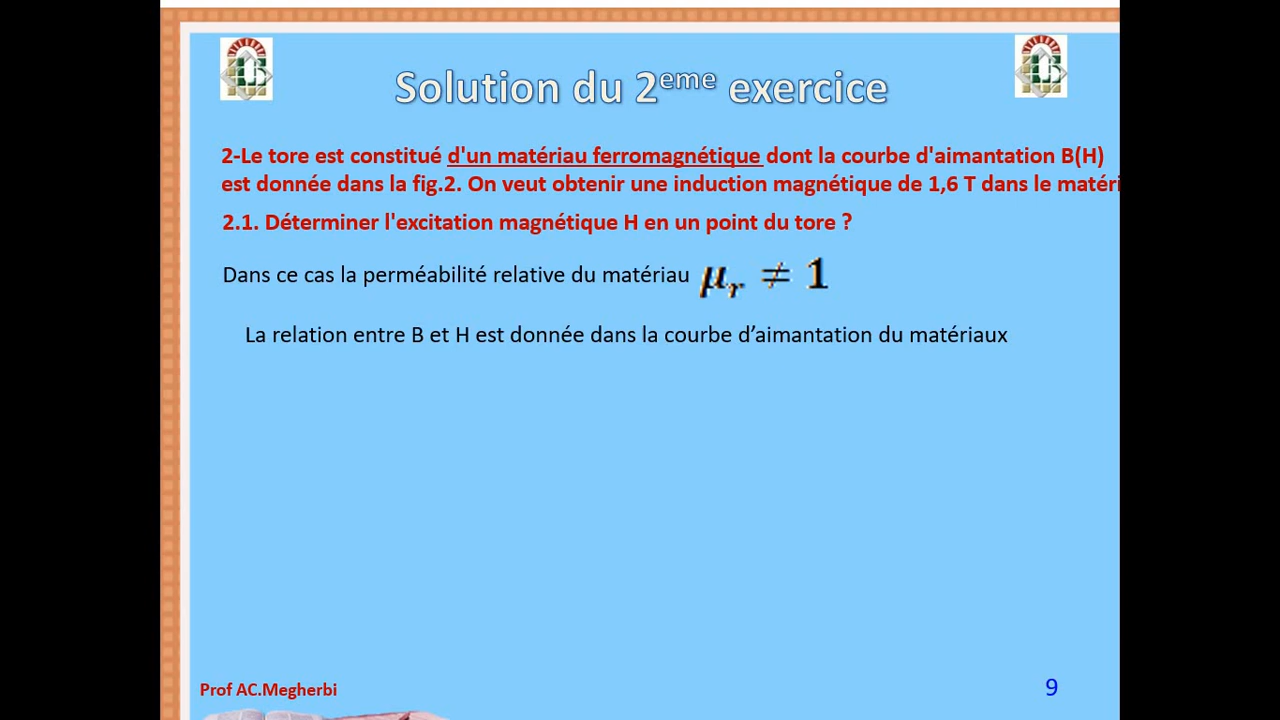 Solution du 2eme exercice
2-Le tore est constitué d'un matériau ferromagnétique dont la courbe d'aimantation B(H)
est donnée dans la fig.2. On veut obtenir une induction magnétique de 1,6 T dans le matéri
2.1. Déterminer l'excitation magnétique H en un point du tore ?
Dans ce cas la perméabilité relative du matériau μr ≠ 1
La relation entre B et H est donnée dans la courbe d’aimantation du matériaux
Prof AC.Megherbi
9